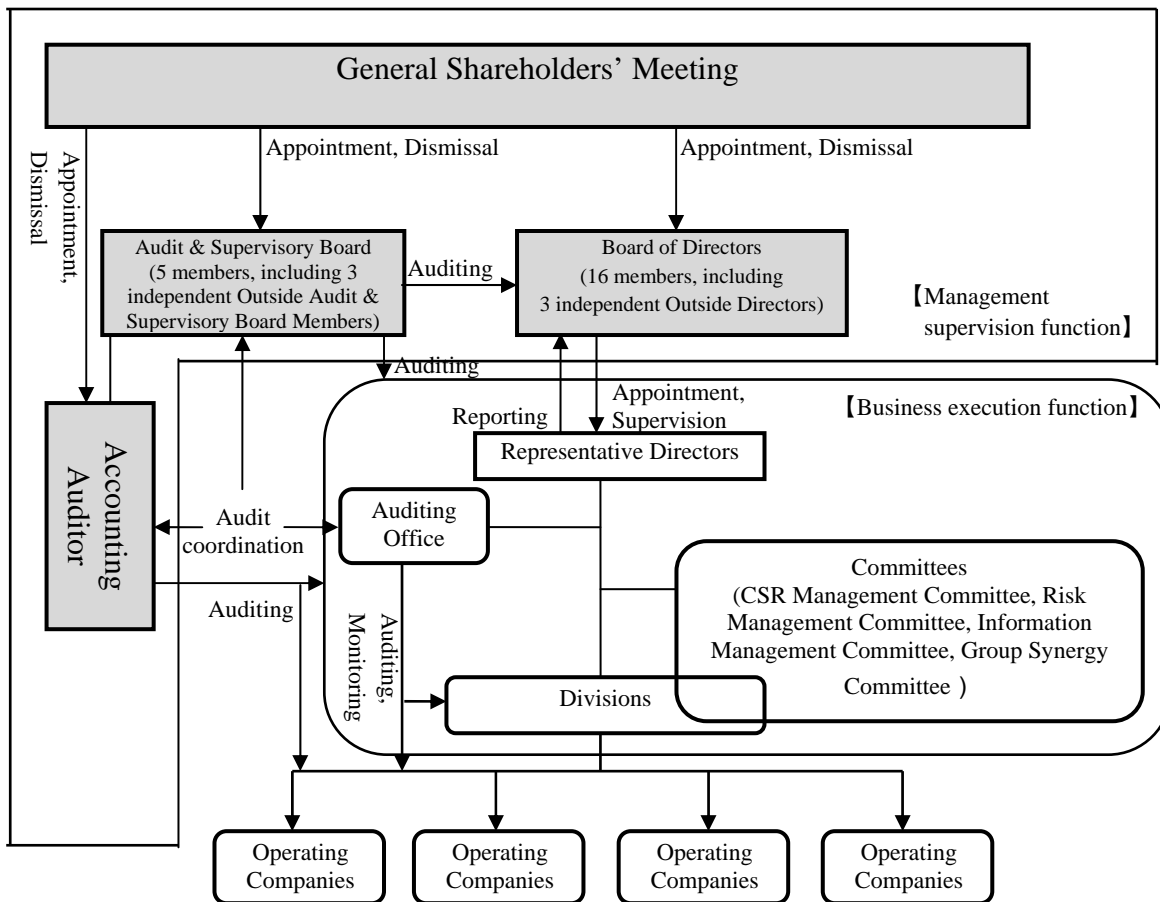 General Shareholders’ Meeting
Appointment,
Dismissal
Appointment, Dismissal
Appointment, Dismissal
Audit & Supervisory Board
(5 members, including 3
independent Outside Audit &
Supervisory Board Members)
Auditing
Board of Directors
(16 members, including
3 independent Outside Directors)
【Management
supervision function】
Auditing
【Business execution function】
Reporting
Appointment,
Supervision
Representative Directors
Accounting
Auditor
Audit
coordination
Auditing
Office
Auditing
Auditing,
Monitoring
Committees
(CSR Management Committee, Risk
Management Committee, Information
Management Committee, Group Synergy
Committee )
Divisions
Operating
Companies
Operating
Companies
Operating
Companies
Operating
Companies